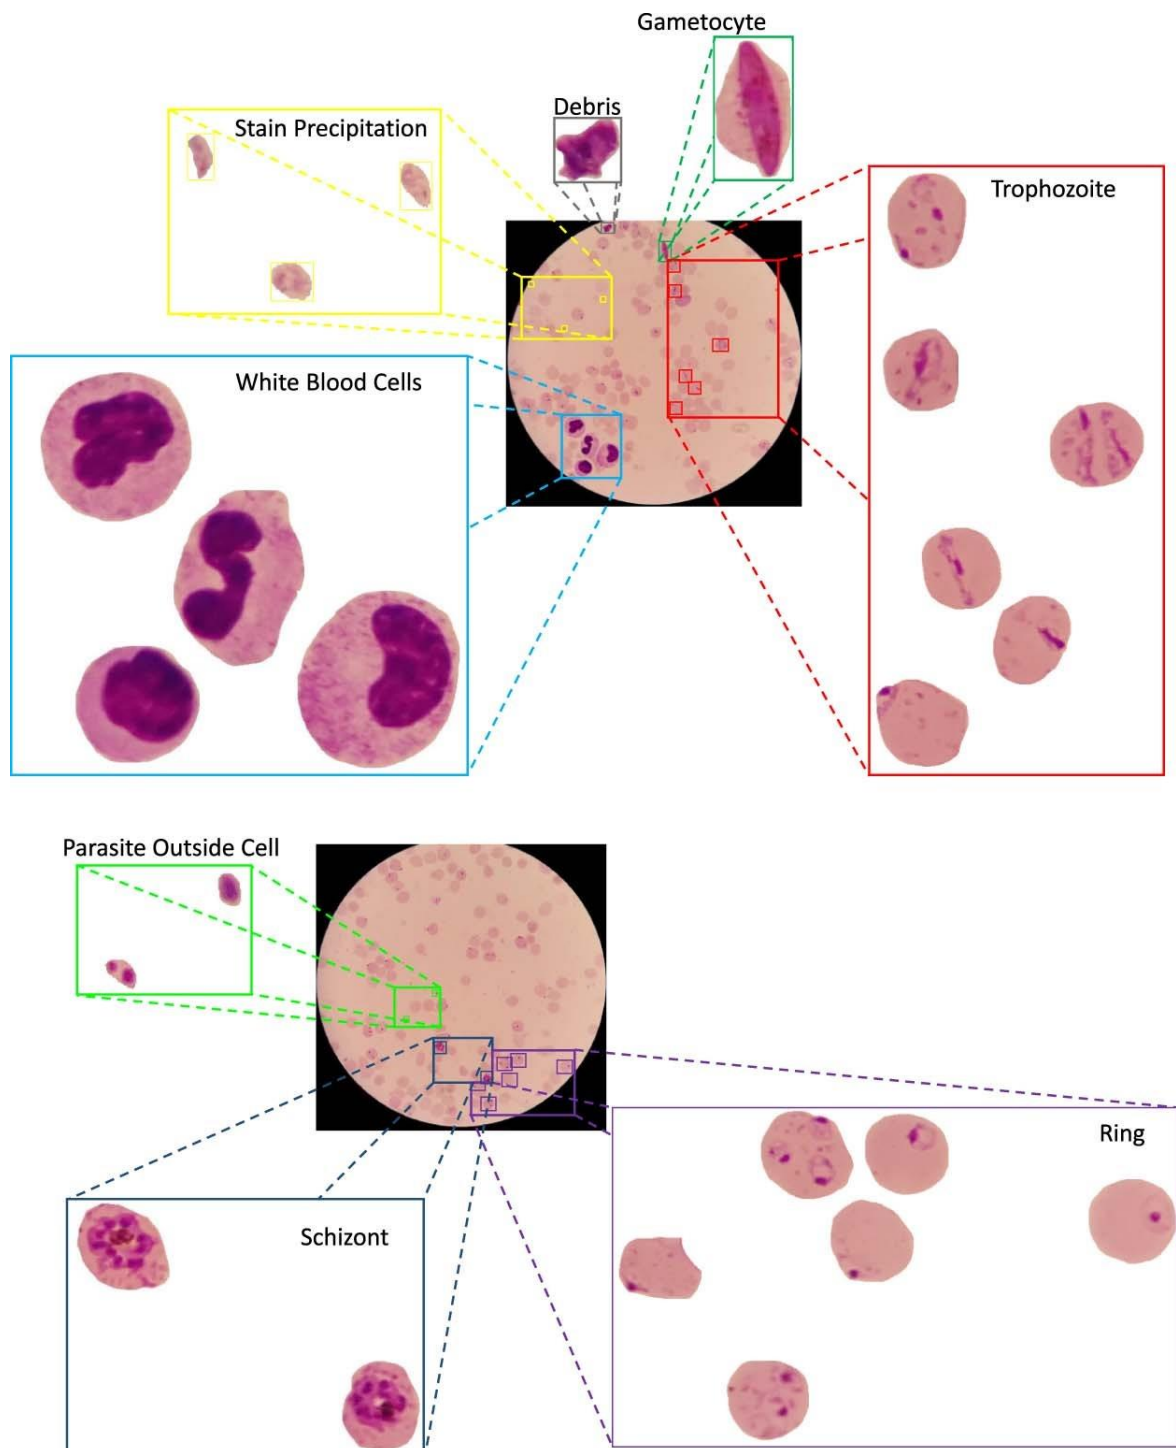 Gametocyte
Debris
Stain Precipitation
Trophozoite
White Blood Cells
Parasite Outside Cell
Ring
Schizont